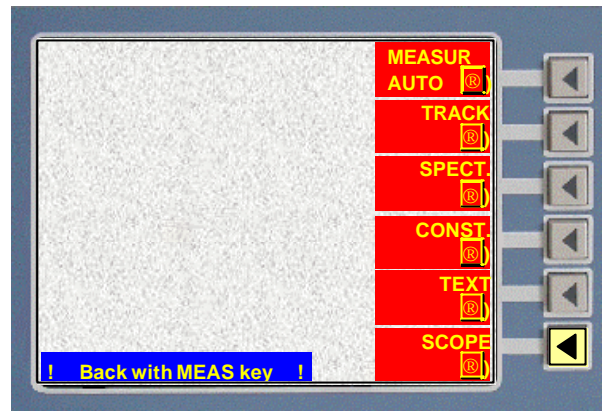 MEASUR
AUTO ®)
TRACK
®)
SPECT.
®)
CONST.
®)
TEXT
®)
SCOPE
®)
! Back with MEAS key !